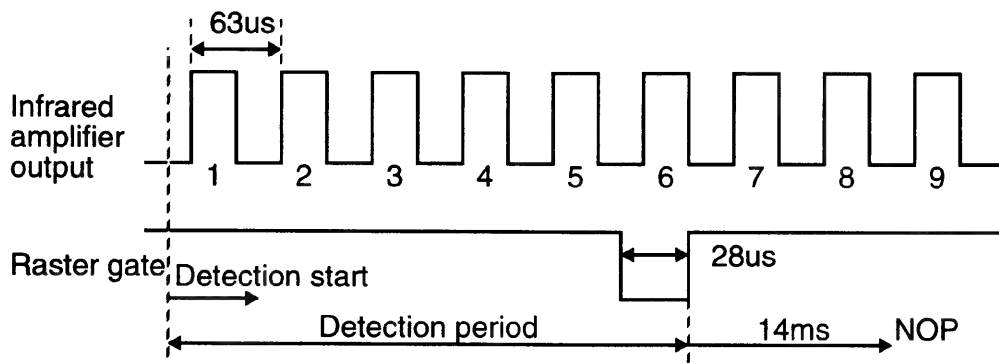 63us
Infrared
amplifier
output
1 2 3 4 5 6 7 8 9
Raster gate
Detection start
28us
Detection period
14ms
NOP